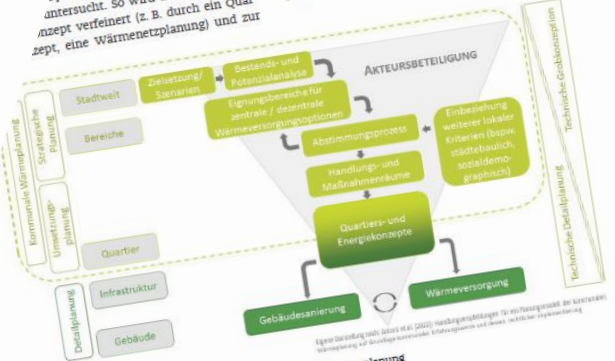 untersucht. So wird
nzept verfeinert (z. B. durch ein Quar-
zept, eine Wärmenetzplanung) und zur
AKTEURSBETEILIGUNG
Technische Grobkonzeption
Technische Detailplanung
Kommunale Wärmeplanung
Strategische
Planung
Umsetzungs-
planung
Detailplanung
Stadtweit
Bereiche
Quartier
Infrastruktur
Gebäude
Zielsetzung/
Szenarien
Bestands- und
Potenzialanalyse
Eignungsbereiche für
zentrale / dezentrale
Wärmeversorgungsoptionen
Abstimmungsprozess
Einbeziehung
weiterer lokaler
Kriterien (bspw.
städtebaulich,
sozialdemo-
graphisch)
Handlungs- und
Maßnahmenräume
Quartiers- und
Energiekonzepte
Gebäudesanierung
Wärmeversorgung
planung